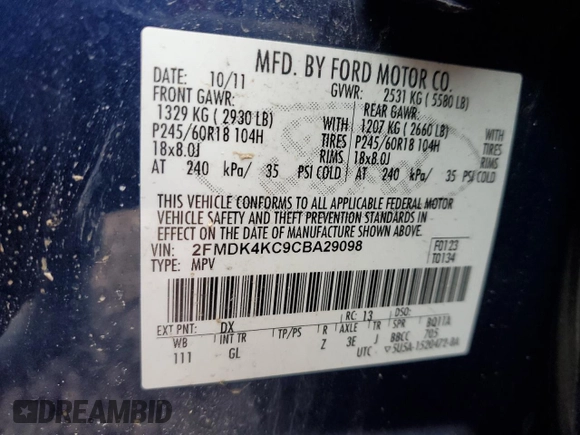 MFD. BY FORD MOTOR CO.
DATE: 10/11 GVWR: 2531 KG ( 5580 LB)
FRONT GAWR: REAR GAWR:
1329 KG ( 2930 LB) WITH 1207 KG ( 2660 LB) WITH
P245/60R18 104H TIRES P245/60R18 104H TIRES
18x8.0J RIMS 18x8.0J RIMS
AT 240 kPa/ 35 PSI COLD AT 240 kPa/ 35 PSI COLD
THIS VEHICLE CONFORMS TO ALL APPLICABLE FEDERAL MOTOR
VEHICLE SAFETY AND THEFT PREVENTION STANDARDS IN
EFFECT ON THE DATE OF MANUFACTURE SHOWN ABOVE.
VIN: 2FMDK4KC9CBA29098 F0123
TYPE: MPV T0134
EXT PNT: DX RC: 13 DSO:
WB INT TR TP/PS R AXLE TR SPR BQ11A
111 GL Z 3E J BBCC 705
UTC
DREAMBID